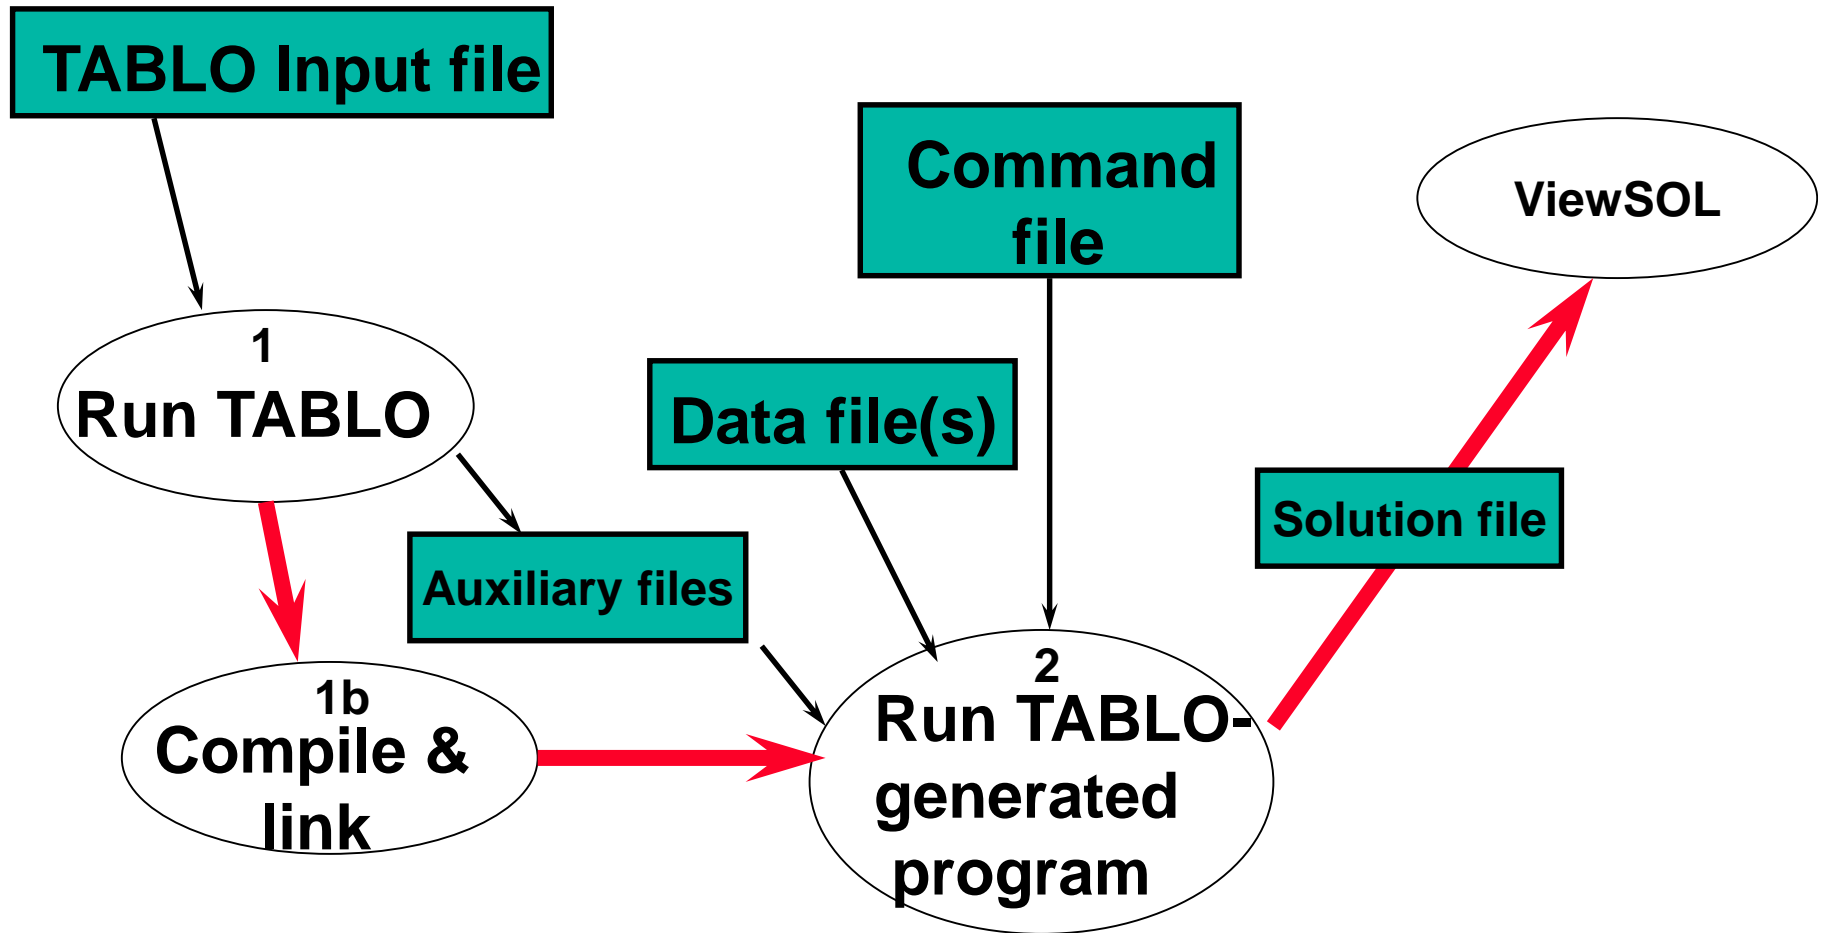 TABLO Input file
Command
file
ViewSOL
1
Run TABLO
Data file(s)
Solution file
Auxiliary files
1b
Compile &
link
2
Run TABLO-
generated
program